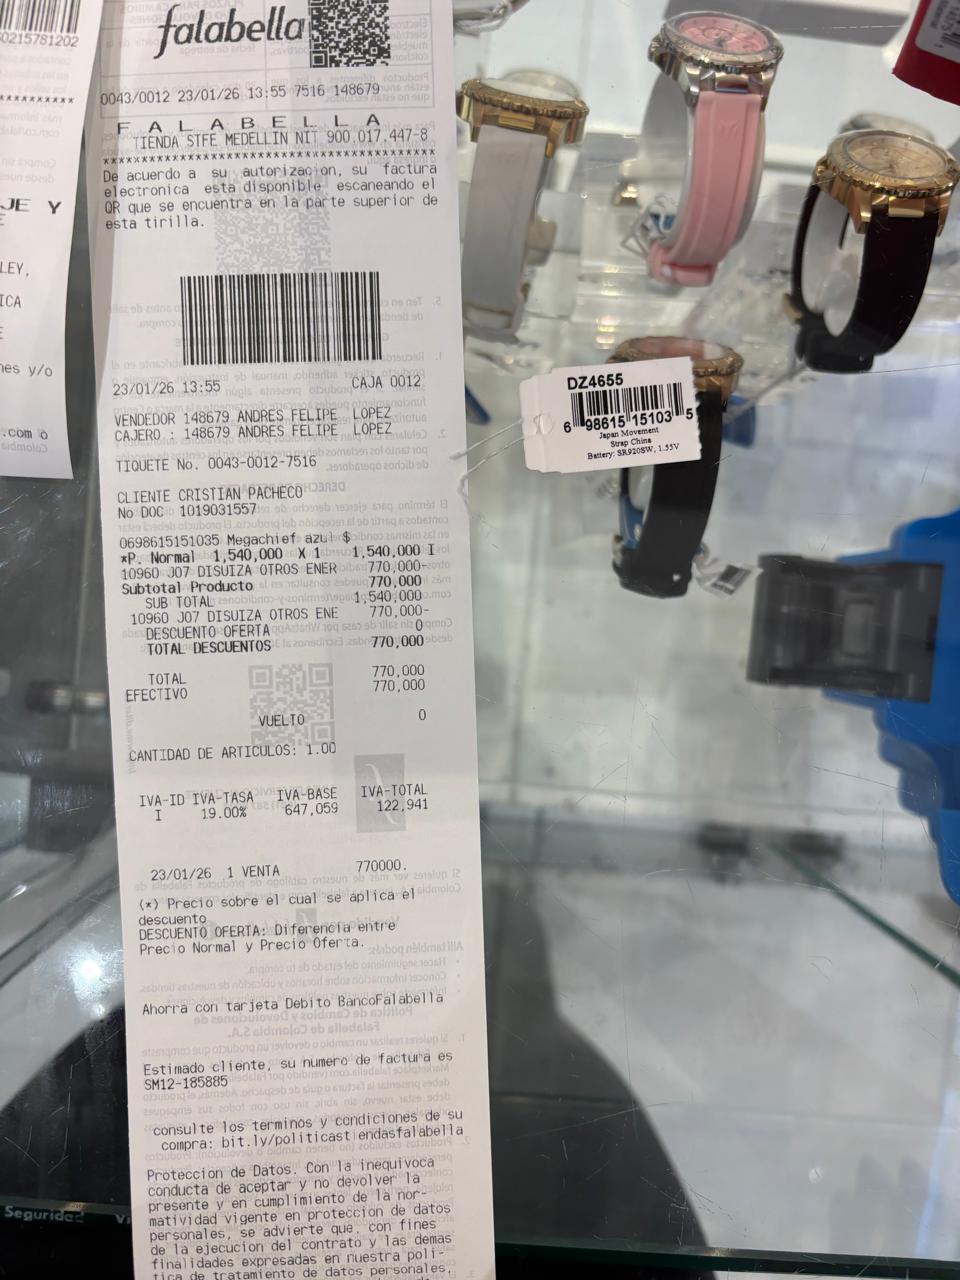 60215781202
***********
JE Y
E
LEY,
ICA
nes y/o
.com o
falabella
0043/0012 23/01/26 13:55 7516 148679
F A L A B E L L A
TIENDA STFE MEDELLIN NIT 900.017.447-8
De acuerdo a su autorizacion, su factura
electronica esta disponible escaneando el
QR que se encuentra en la parte superior de
esta tirilla.
23/01/26 13:55 CAJA 0012
VENDEDOR 148679 ANDRES FELIPE LOPEZ
CAJERO : 148679 ANDRES FELIPE LOPEZ
TIQUETE No. 0043-0012-7516
CLIENTE CRISTIAN PACHECO
No DOC 1019031557
0698615151035 Megachief azul $
*P. Normal 1,540,000 X 1 1,540,000 I
10960 J07 DISUIZA OTROS ENER 770,000-
Subtotal Producto 770,000
SUB TOTAL 1,540,000
10960 J07 DISUIZA OTROS ENE 770,000-
DESCUENTO OFERTA 0
TOTAL DESCUENTOS 770,000
TOTAL 770,000
EFECTIVO 770,000
VUELTO 0
CANTIDAD DE ARTICULOS: 1.00
IVA-ID IVA-TASA IVA-BASE IVA-TOTAL
I 19.00% 647,059 122,941
23/01/26 1 VENTA 770000.
(*) Precio sobre el cual se aplica el
descuento
DESCUENTO OFERTA: Diferencia entre
Precio Normal y Precio Oferta.
Ahorra con tarjeta Debito BancoFalabella
Estimado cliente, su numero de factura es
SM12-185885
consulte los terminos y condiciones de su
compra: bit.ly/politicastiendasfalabella
Proteccion de Datos. Con la inequivoca
conducta de aceptar y no devolver la
presente y en cumplimiento de la nor-
matividad vigente en proteccion de datos
personales, se advierte que, con fines
de la ejecucion del contrato y las demas
finalidades expresadas en nuestra poli-
tica de tratamiento de datos personales,
DZ4655
6 98615 15103 5
Japan Movement
Strap China
Battery: SR920SW, 1.55V
Seguridad